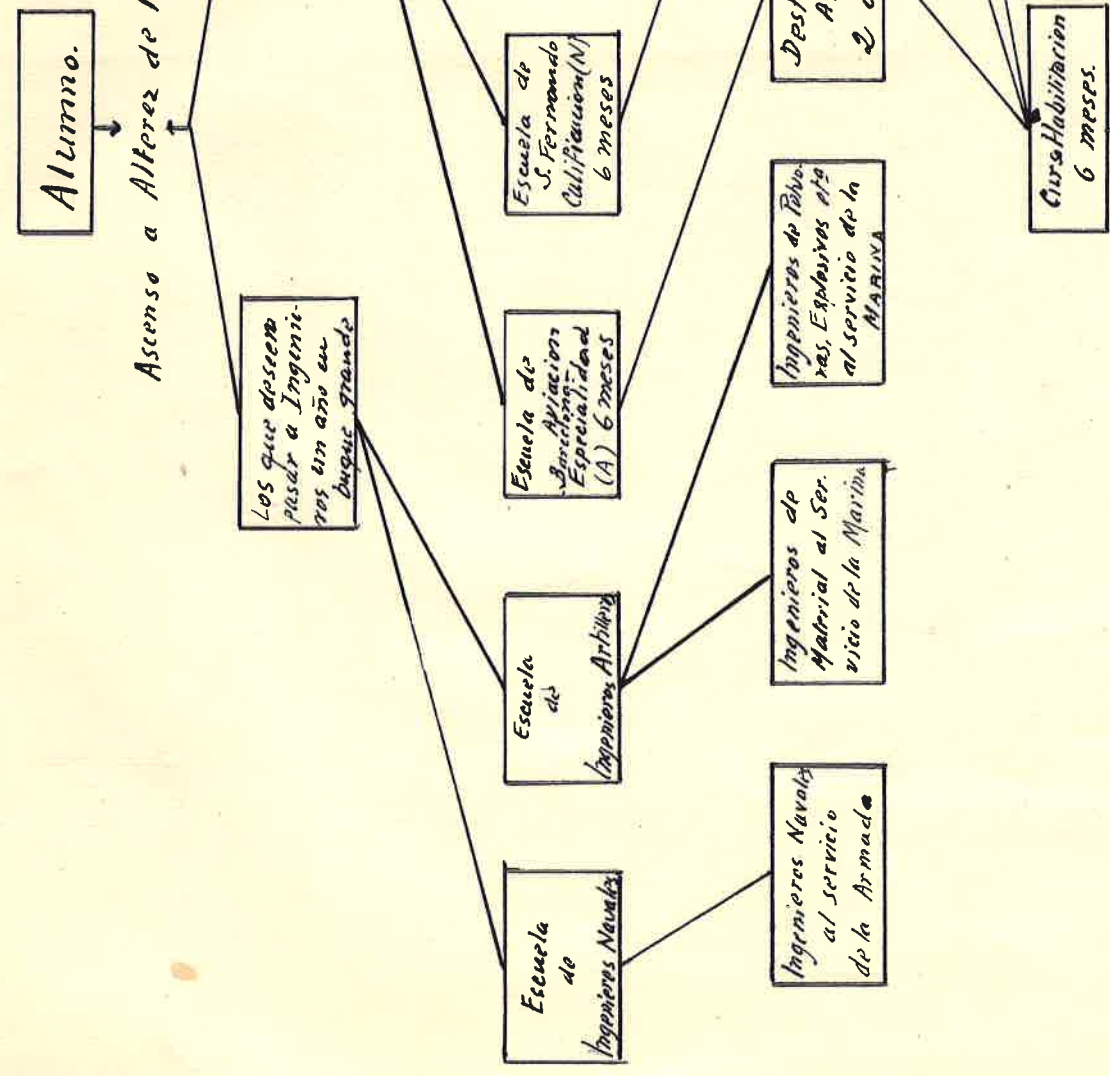 Alumno.
Ascenso a Alferez de
Los que deseen
pasar a Ingenie-
ros un año en
buque grande
Escuela
de
Ingenieros Navales
Escuela
de
Ingenieros Artilleros
Escuela de
Aviacion
Barcelona-
Especialidad
(A) 6 meses
Escuela de
S. Fernando
Calificacion (N)
6 meses
Ingenieros Navales
al servicio
de la Armada
Ingenieros de
Material al Ser.
vicio de la Marina
Ingenieros de Polvo-
ras, Explosivos etª
al servicio de la
MARINA
2
Curso Habilitacion
6 meses.